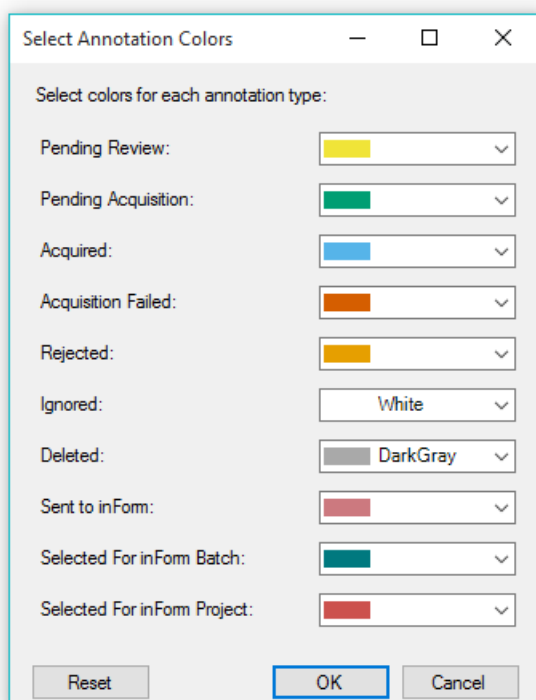 Select Annotation Colors
Select colors for each annotation type:
Pending Review:
Pending Acquisition:
Acquired:
Acquisition Failed:
Rejected:
Ignored: White
Deleted: DarkGray
Sent to inForm:
Selected For inForm Batch:
Selected For inForm Project:
Reset OK Cancel